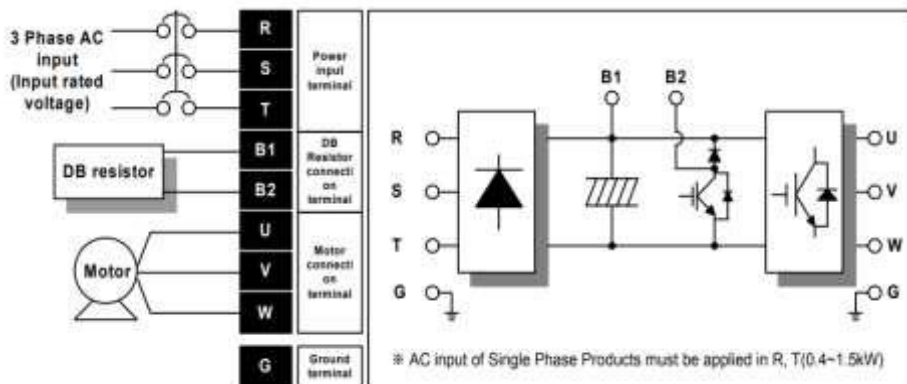 3 Phase AC
input
(Input rated
voltage)
R
S
T
Power
input
terminal
DB resistor
B1
B2
DB
Resistor
connecti
on
terminal
Motor
U
V
W
Motor
connecti
on
terminal
G
Ground
terminal
B1 B2
R
S
T
G
U
V
W
G
※ AC input of Single Phase Products must be applied in R, T(0.4~1.5kW)